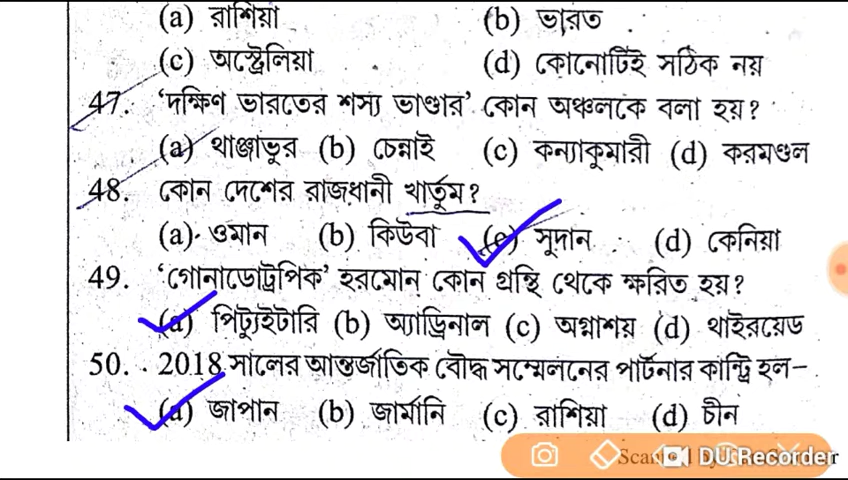 (a) রাশিয়া (b) ভারত
(c) অস্ট্রেলিয়া (d) কোনোটিই সঠিক নয়
47. ‘দক্ষিণ ভারতের শস্য ভাণ্ডার’ কোন অঞ্চলকে বলা হয়?
(a) থাঞ্জাভুর (b) চেন্নাই (c) কন্যাকুমারী (d) করমণ্ডল
48. কোন দেশের রাজধানী খার্তুম?
(a) ওমান (b) কিউবা (c) সুদান (d) কেনিয়া
49. ‘গোনাডোট্রপিক’ হরমোন কোন গ্রন্থি থেকে ক্ষরিত হয়?
(a) পিট্যুইটারি (b) অ্যাড্রিনাল (c) অগ্নাশয় (d) থাইরয়েড
50. 2018 সালের আন্তর্জাতিক বৌদ্ধ সম্মেলনের পার্টনার কান্ট্রি হল–
(a) জাপান (b) জার্মানি (c) রাশিয়া (d) চীন
DU Recorder